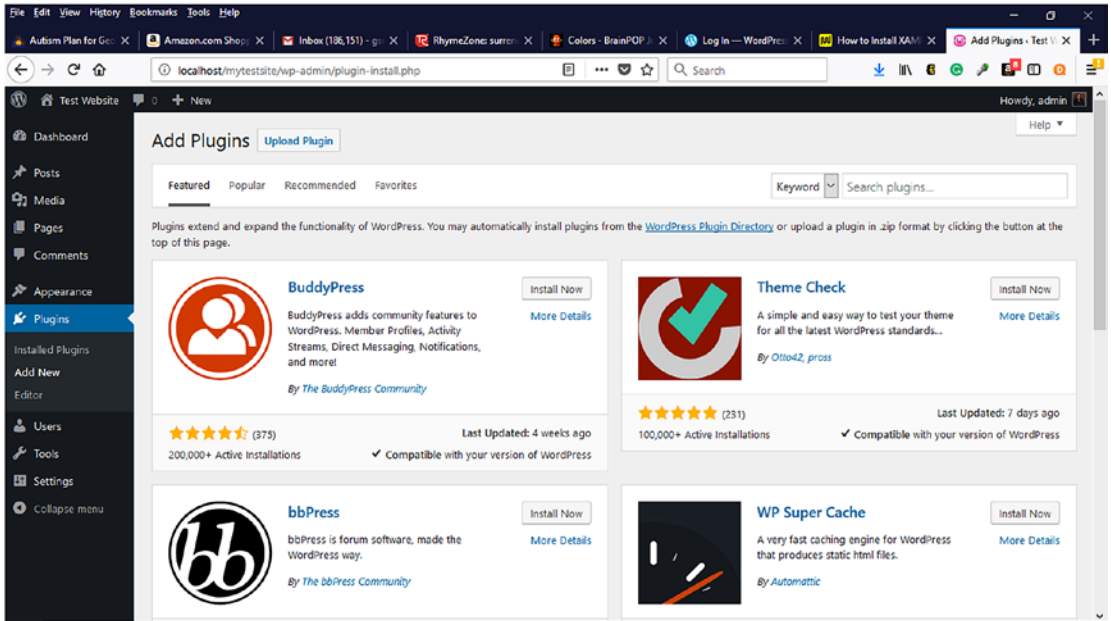 File Edit View History Bookmarks Tools Help
Autism Plan for Geo Amazon.com Shopp Inbox (186,151) - gs RhymeZone: surren Colors - BrainPOP J Log In — WordPres How to Install XAM Add Plugins ‹ Test W
localhost/mytestsite/wp-admin/plugin-install.php Search 8
Test Website 0 + New Howdy, admin
Help
Dashboard
Posts
Media
Pages
Comments
Appearance
Plugins
Installed Plugins
Add New
Editor
Users
Tools
Settings
Collapse menu
Add Plugins Upload Plugin
Featured Popular Recommended Favorites Keyword Search plugins...
Plugins extend and expand the functionality of WordPress. You may automatically install plugins from the WordPress Plugin Directory or upload a plugin in .zip format by clicking the button at the
top of this page.
BuddyPress Install Now
More Details
BuddyPress adds community features to
WordPress. Member Profiles, Activity
Streams, Direct Messaging, Notifications,
and more!
By The BuddyPress Community
(375) Last Updated: 4 weeks ago
200,000+ Active Installations ✔ Compatible with your version of WordPress
Theme Check Install Now
More Details
A simple and easy way to test your theme
for all the latest WordPress standards...
By Otto42, pross
(231) Last Updated: 7 days ago
100,000+ Active Installations ✔ Compatible with your version of WordPress
bb
bbPress Install Now
More Details
bbPress is forum software, made the
WordPress way.
By The bbPress Community
WP Super Cache Install Now
More Details
A very fast caching engine for WordPress
that produces static html files.
By Automattic